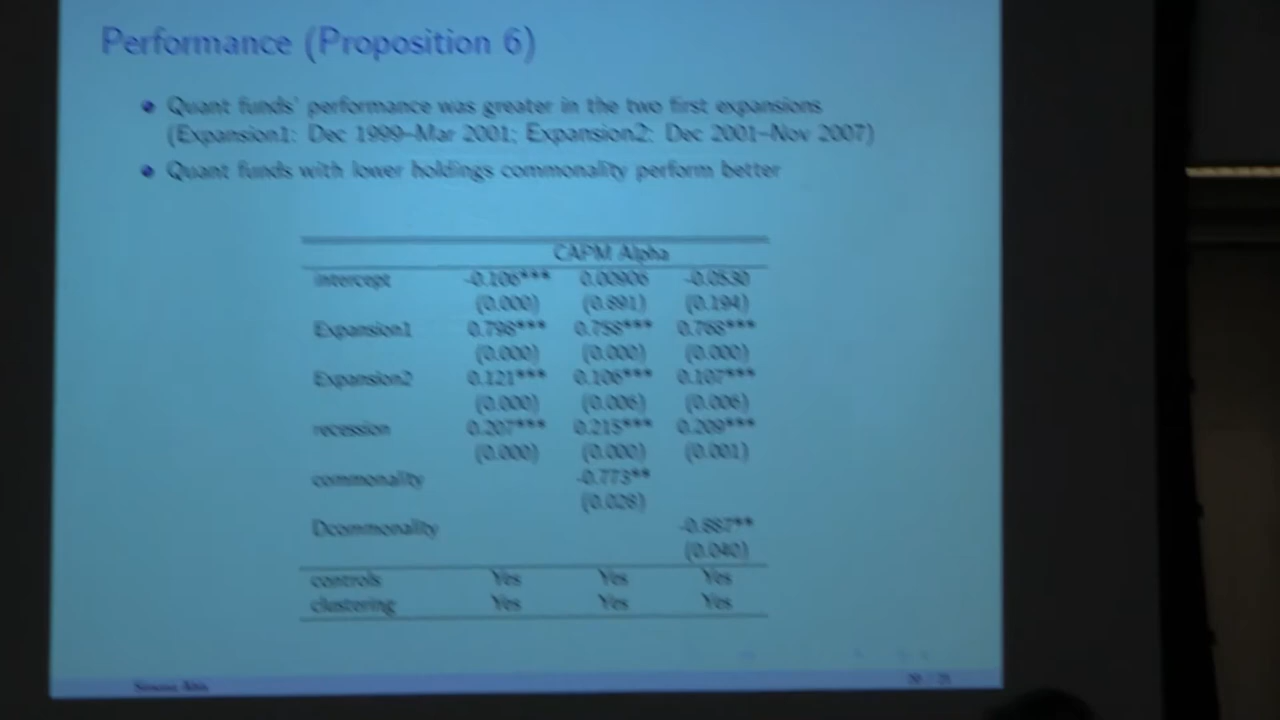 Performance (Proposition 6)
Quant funds' performance was greater in the two first expansions
(Expansion1: Dec 1999–Mar 2001; Expansion2: Dec 2001–Nov 2007)
Quant funds with lower holdings commonality perform better
CAPM Alpha
intercept -0.106*** 0.00906 -0.0530
(0.000) (0.891) (0.194)
Expansion1 0.798*** 0.758*** 0.768***
(0.000) (0.000) (0.000)
Expansion2 0.121*** 0.106*** 0.107***
(0.000) (0.006) (0.006)
recession 0.207*** 0.215*** 0.209***
(0.000) (0.000) (0.001)
commonality -0.773**
(0.028)
Dcommonality -0.887**
(0.040)
controls Yes Yes Yes
clustering Yes Yes Yes